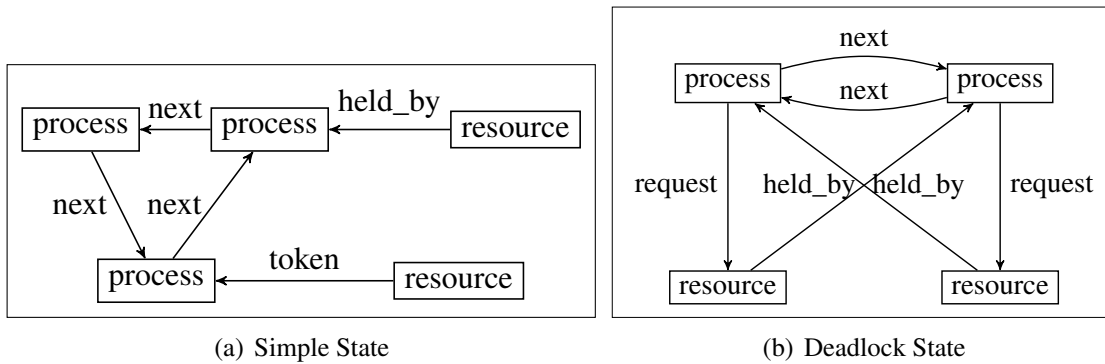 process
next
process
held_by
resource
next
next
process
token
resource
(a) Simple State
next
process
process
next
request
held_by
held_by
request
resource
resource
(b) Deadlock State